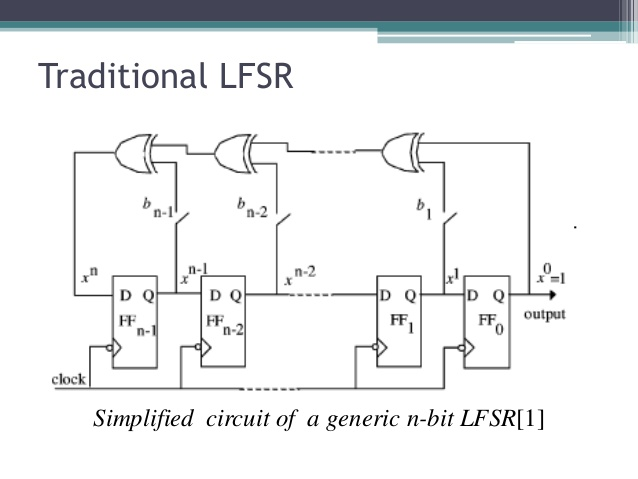 Traditional LFSR
b n-1 b n-2 b 1
x n x n-1 x n-2 x 1 x 0 =1
D Q D Q D Q D Q
output
FF n-1 FF n-2 FF 1 FF 0
clock
Simplified circuit of a generic n-bit LFSR[1]